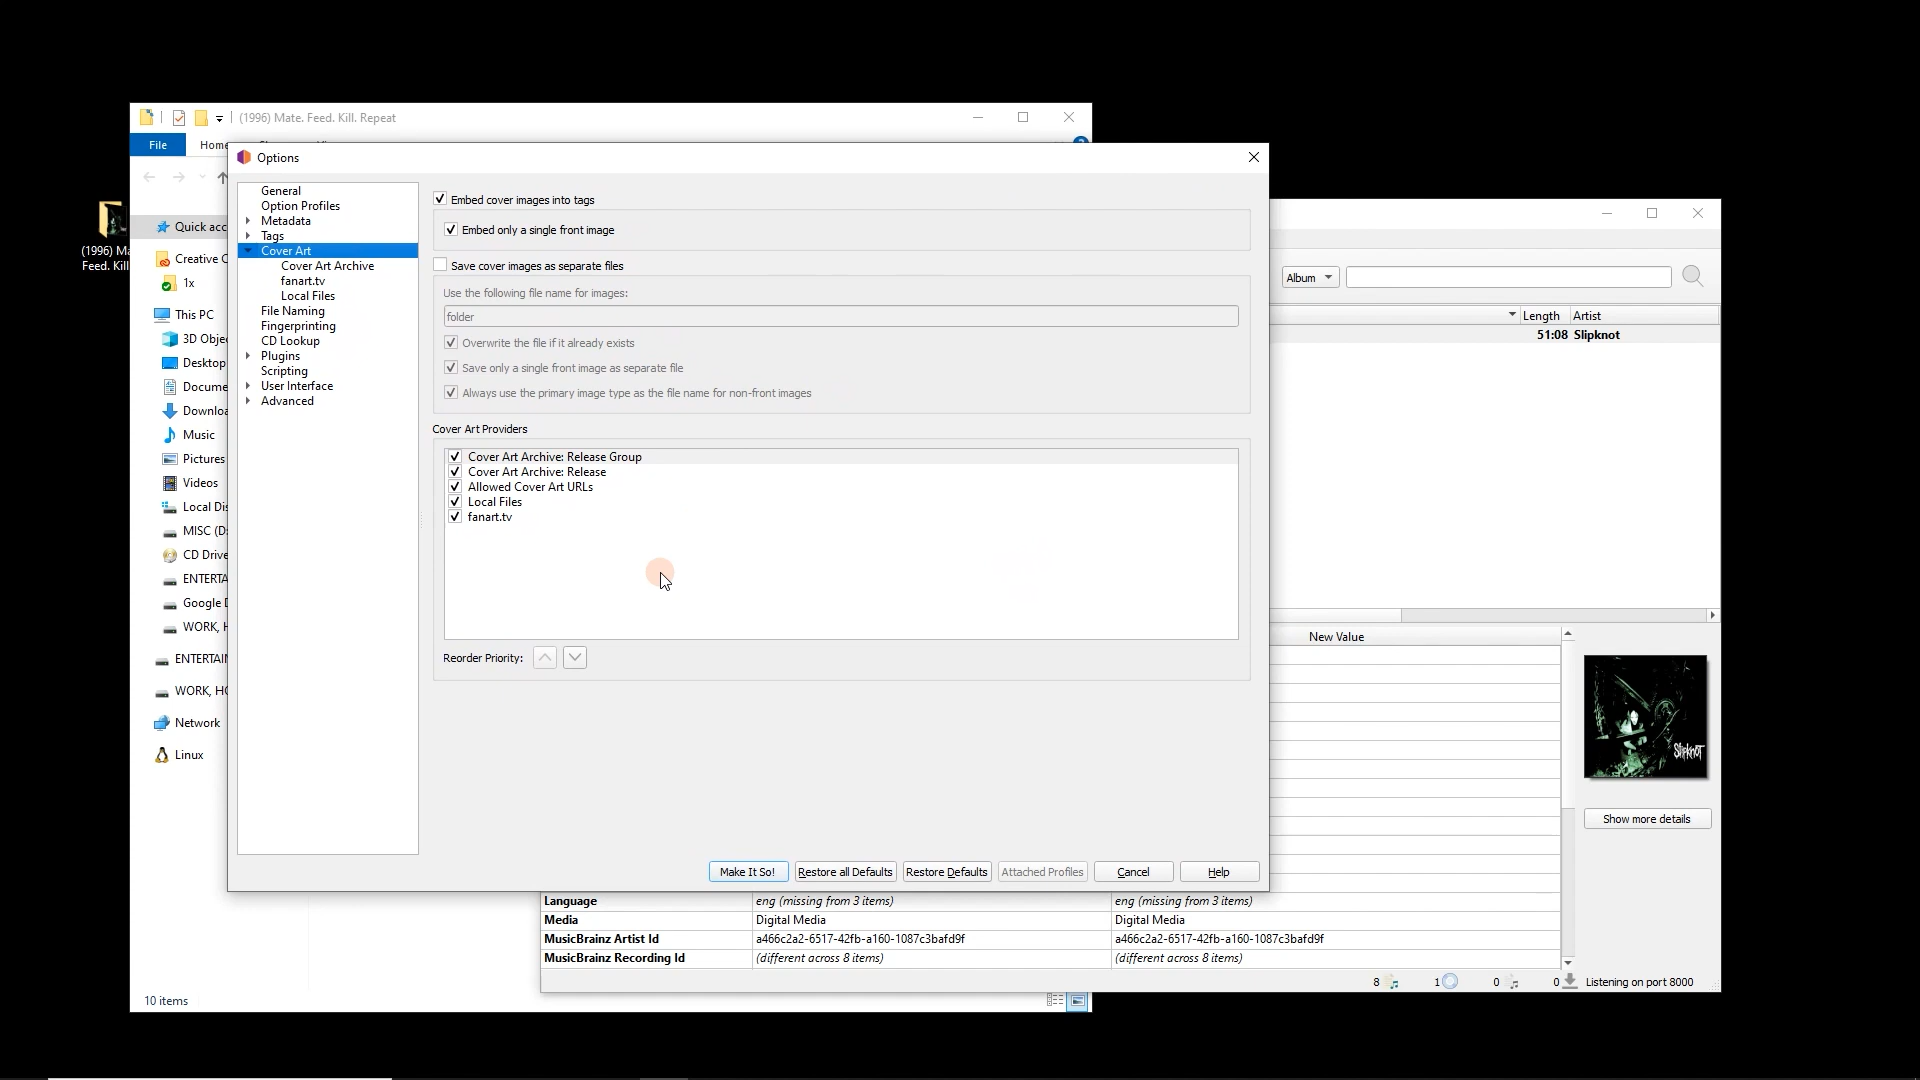 (1996) Mate. Feed. Kill. Repeat
File
Home
(1996) Ma
Feed. Kill
Quick acc
Creative C
1x
This PC
3D Obje
Desktop
Docume
Downloa
Music
Pictures
Videos
Local Dis
MISC (D:
CD Drive
ENTERTA
Google D
WORK, H
ENTERTAIN
WORK, HO
Network
Linux
10 items
Options
General
Option Profiles
Metadata
Tags
Cover Art
Cover Art Archive
fanart.tv
Local Files
File Naming
Fingerprinting
CD Lookup
Plugins
Scripting
User Interface
Advanced
Embed cover images into tags
Embed only a single front image
Save cover images as separate files
Use the following file name for images:
folder
Overwrite the file if it already exists
Save only a single front image as separate file
Always use the primary image type as the file name for non-front images
Cover Art Providers
Cover Art Archive: Release Group
Cover Art Archive: Release
Allowed Cover Art URLs
Local Files
fanart.tv
Reorder Priority:
Make It So!
Restore all Defaults
Restore Defaults
Attached Profiles
Cancel
Help
Album
Length Artist
51:08 Slipknot
New Value
Slipknot
Show more details
Language eng (missing from 3 items) eng (missing from 3 items)
Media Digital Media Digital Media
MusicBrainz Artist Id a466c2a2-6517-42fb-a160-1087c3bafd9f a466c2a2-6517-42fb-a160-1087c3bafd9f
MusicBrainz Recording Id (different across 8 items) (different across 8 items)
8 1 0 0 Listening on port 8000